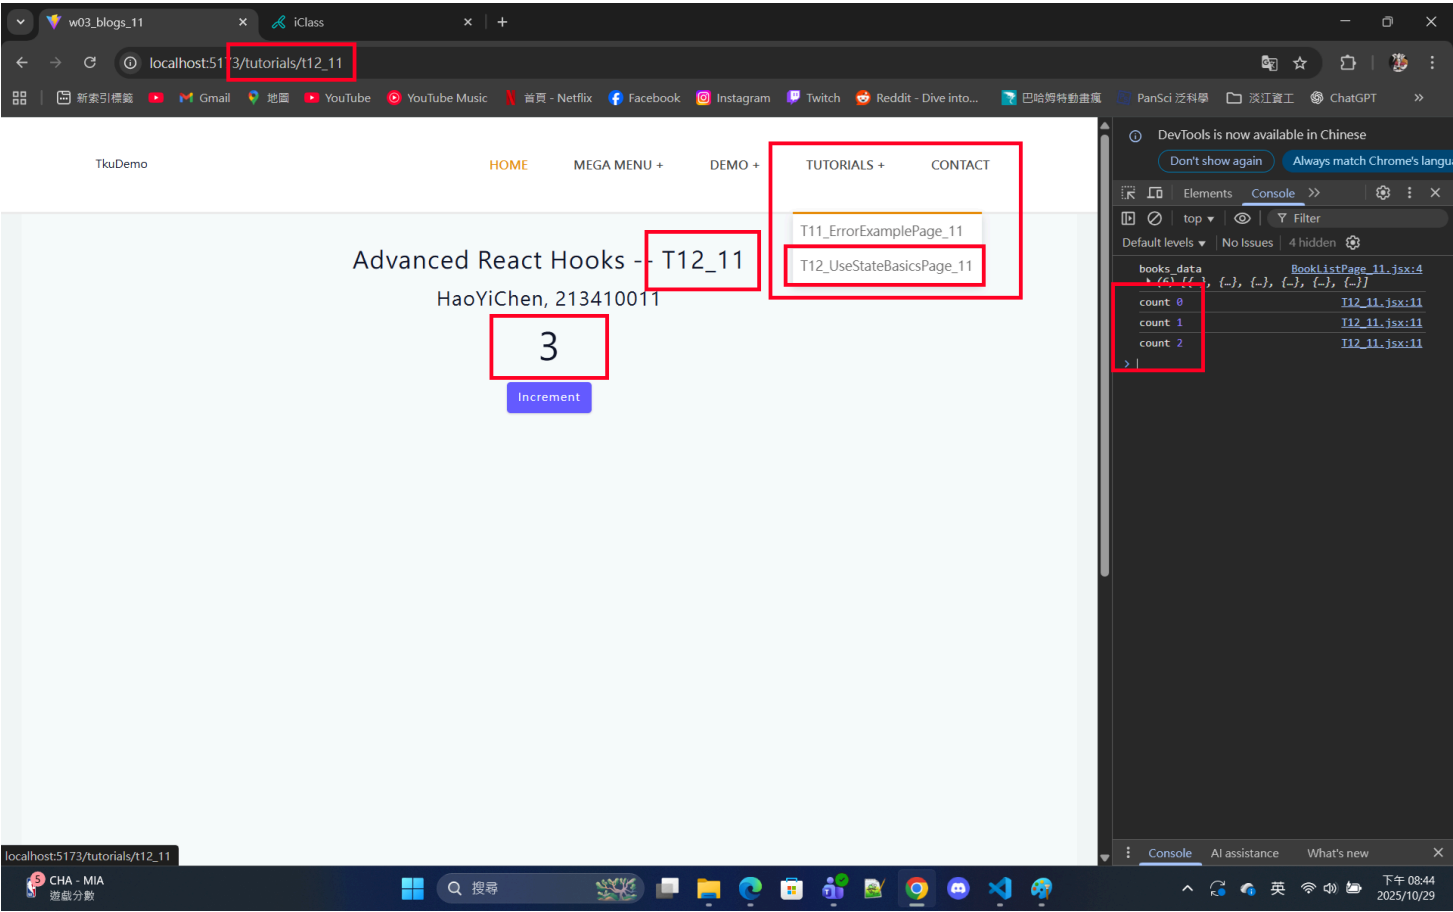 w03_blogs_11
iClass
localhost:5173/tutorials/t12_11
新索引標籤
Gmail
地圖
YouTube
YouTube Music
首頁 - Netflix
Facebook
Instagram
Twitch
Reddit - Dive into...
巴哈姆特動畫瘋
PanSci 泛科學
淡江資工
ChatGPT
TkuDemo
HOME
MEGA MENU +
DEMO +
TUTORIALS +
CONTACT
T11_ErrorExamplePage_11
T12_UseStateBasicsPage_11
Advanced React Hooks -- T12_11
HaoYiChen, 213410011
3
Increment
DevTools is now available in Chinese
Don't show again
Always match Chrome's langu
Elements
Console
top
Filter
Default levels
No Issues
4 hidden
books_data BookListPage_11.jsx:4
(6) [{…}, {…}, {…}, {…}, {…}, {…}]
count 0 T12_11.jsx:11
count 1 T12_11.jsx:11
count 2 T12_11.jsx:11
Console
AI assistance
What's new
localhost:5173/tutorials/t12_11
5
CHA - MIA
遊戲分數
搜尋
英
下午 08:44
2025/10/29